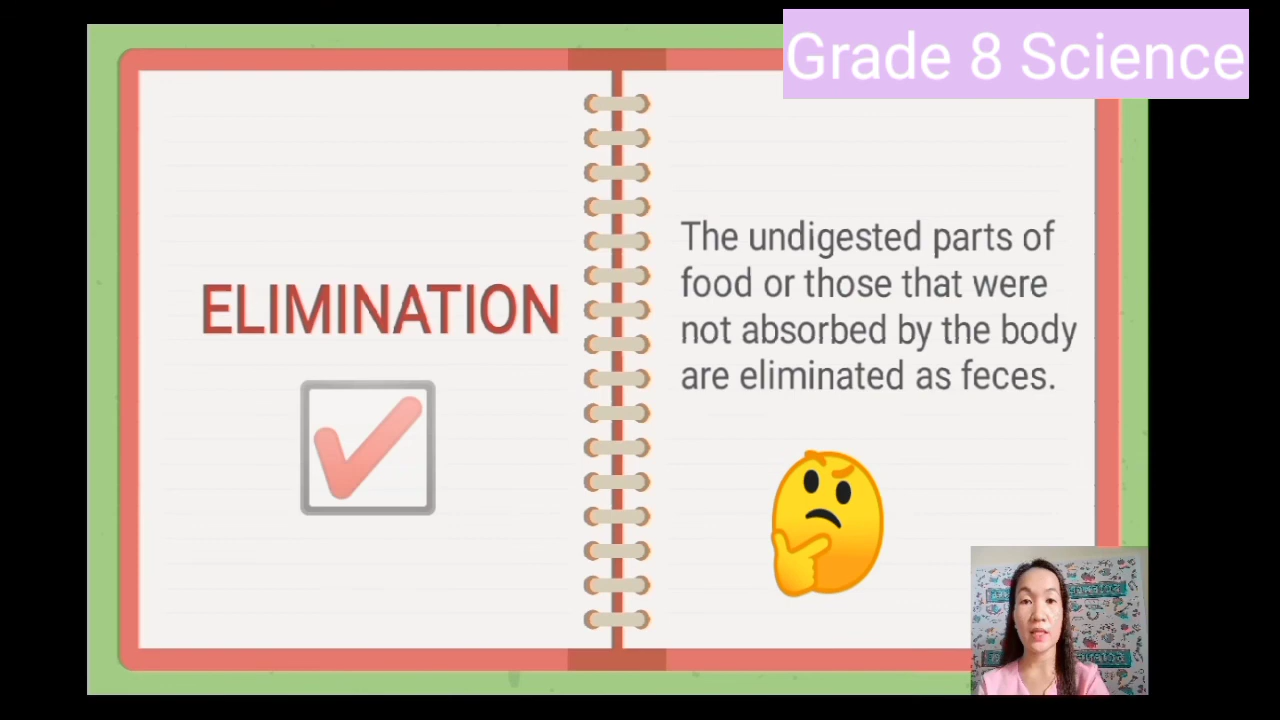 Grade 8 Science
ELIMINATION
The undigested parts of
food or those that were
not absorbed by the body
are eliminated as feces.